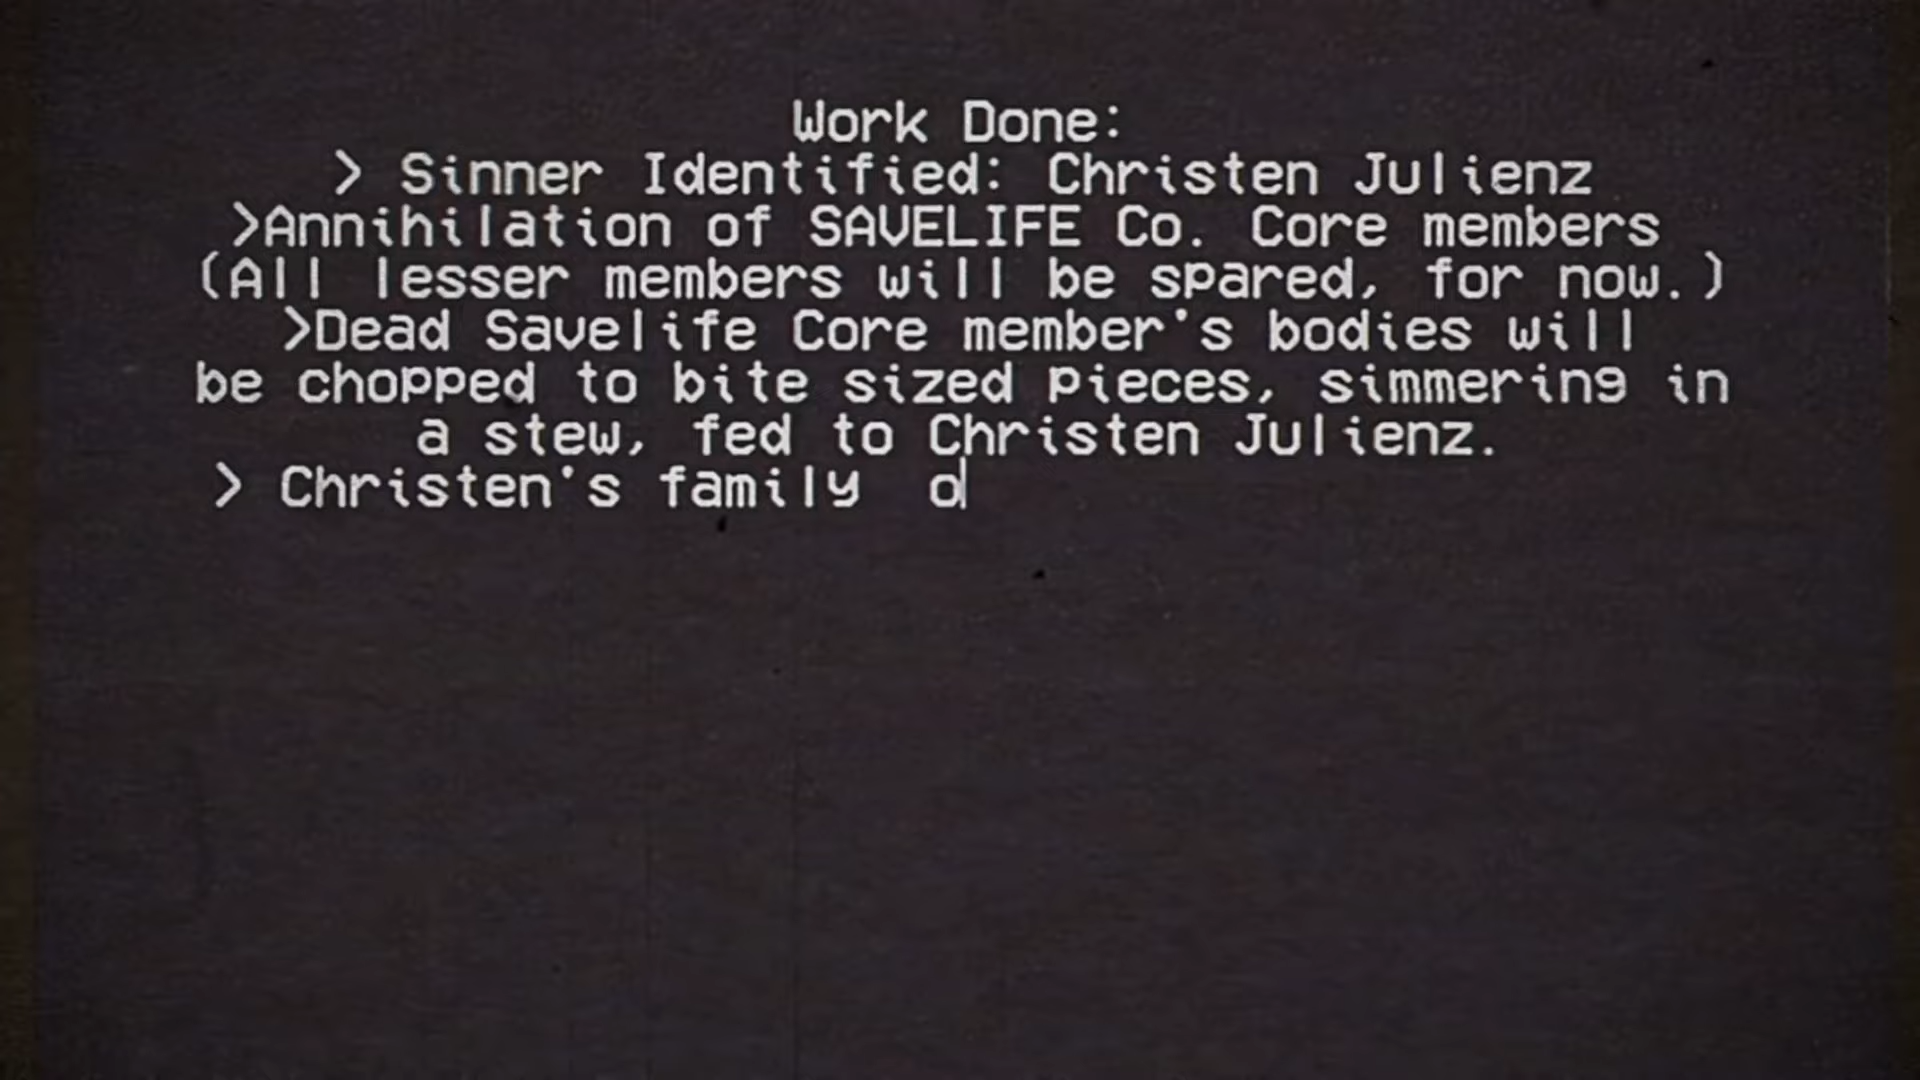 Work Done:
> Sinner Identified: Christen Julienz
>Annihilation of SAVELIFE Co. Core members
(All lesser members will be spared, for now.)
>Dead Savelife Core member's bodies will
be chopped to bite sized pieces, simmering in
a stew, fed to Christen Julienz.
> Christen's family  o